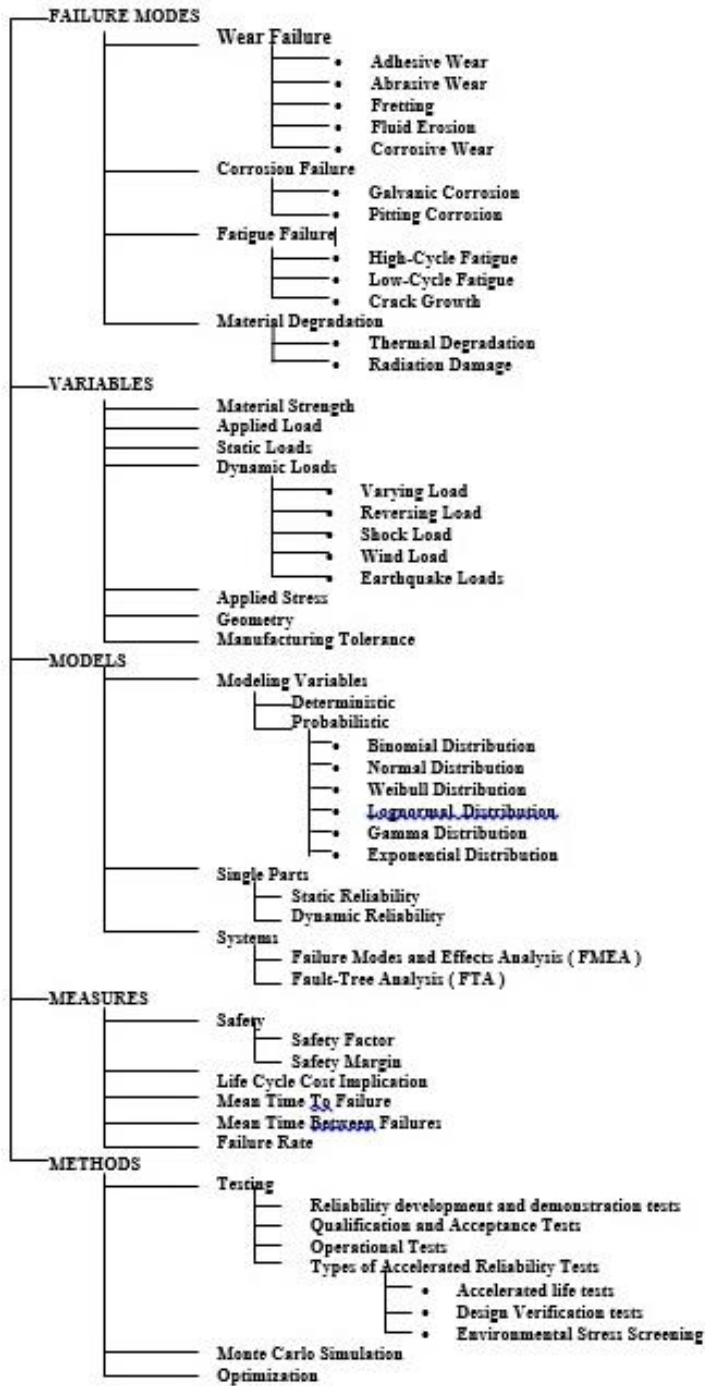 FAILURE MODES
Wear Failure
• Adhesive Wear
• Abrasive Wear
• Fretting
• Fluid Erosion
• Corrosive Wear
Corrosion Failure
• Galvanic Corrosion
• Pitting Corrosion
Fatigue Failure
• High-Cycle Fatigue
• Low-Cycle Fatigue
• Crack Growth
Material Degradation
• Thermal Degradation
• Radiation Damage
VARIABLES
Material Strength
Applied Load
Static Loads
Dynamic Loads
• Varying Load
• Reversing Load
• Shock Load
• Wind Load
• Earthquake Loads
Applied Stress
Geometry
Manufacturing Tolerance
MODELS
Modeling Variables
Deterministic
Probabilistic
• Binomial Distribution
• Normal Distribution
• Weibull Distribution
• Lognormal Distribution
• Gamma Distribution
• Exponential Distribution
Single Parts
Static Reliability
Dynamic Reliability
Systems
Failure Modes and Effects Analysis ( FMEA )
Fault-Tree Analysis ( FTA )
MEASURES
Safety
Safety Factor
Safety Margin
Life Cycle Cost Implication
Mean Time To Failure
Mean Time Between Failures
Failure Rate
METHODS
Testing
Reliability development and demonstration tests
Qualification and Acceptance Tests
Operational Tests
Types of Accelerated Reliability Tests
• Accelerated life tests
• Design Verification tests
• Environmental Stress Screening
Monte Carlo Simulation
Optimization